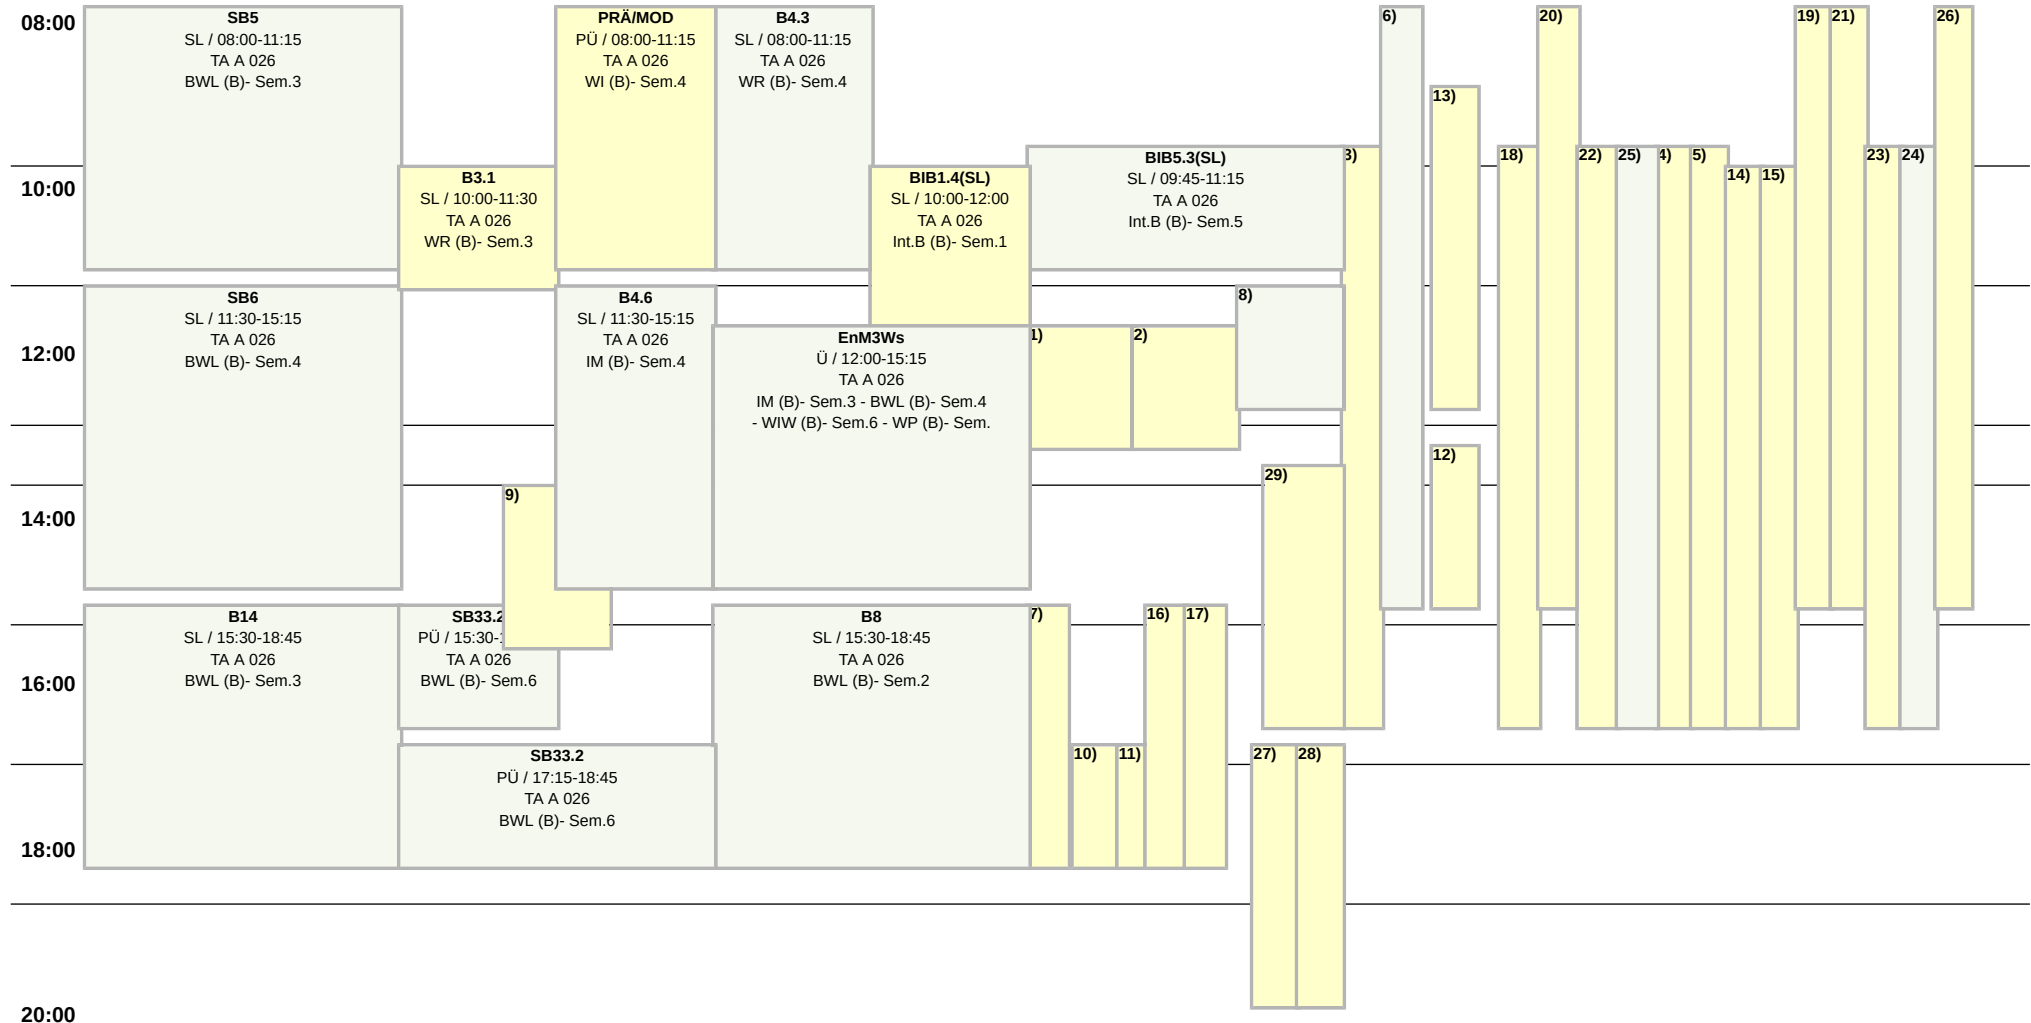 08:00
10:00
12:00
14:00
16:00
18:00
20:00
SB5
SL / 08:00-11:15
TA A 026
BWL (B)- Sem.3
PRÄ/MOD
PÜ / 08:00-11:15
TA A 026
WI (B)- Sem.4
B4.3
SL / 08:00-11:15
TA A 026
WR (B)- Sem.4
B3.1
SL / 10:00-11:30
TA A 026
WR (B)- Sem.3
BIB1.4(SL)
SL / 10:00-12:00
TA A 026
Int.B (B)- Sem.1
BIB5.3(SL)
SL / 09:45-11:15
TA A 026
Int.B (B)- Sem.5
SB6
SL / 11:30-15:15
TA A 026
BWL (B)- Sem.4
B4.6
SL / 11:30-15:15
TA A 026
IM (B)- Sem.4
EnM3Ws
Ü / 12:00-15:15
TA A 026
IM (B)- Sem.3 - BWL (B)- Sem.4
- WIW (B)- Sem.6 - WP (B)- Sem.
B14
SL / 15:30-18:45
TA A 026
BWL (B)- Sem.3
SB33.2
PÜ / 15:30-
TA A 026
BWL (B)- Sem.6
SB33.2
PÜ / 17:15-18:45
TA A 026
BWL (B)- Sem.6
B8
SL / 15:30-18:45
TA A 026
BWL (B)- Sem.2
1)
2)
3)
4)
5)
6)
7)
8)
9)
10)
11)
12)
13)
14)
15)
16)
17)
18)
19)
20)
21)
22)
23)
24)
25)
26)
27)
28)
29)